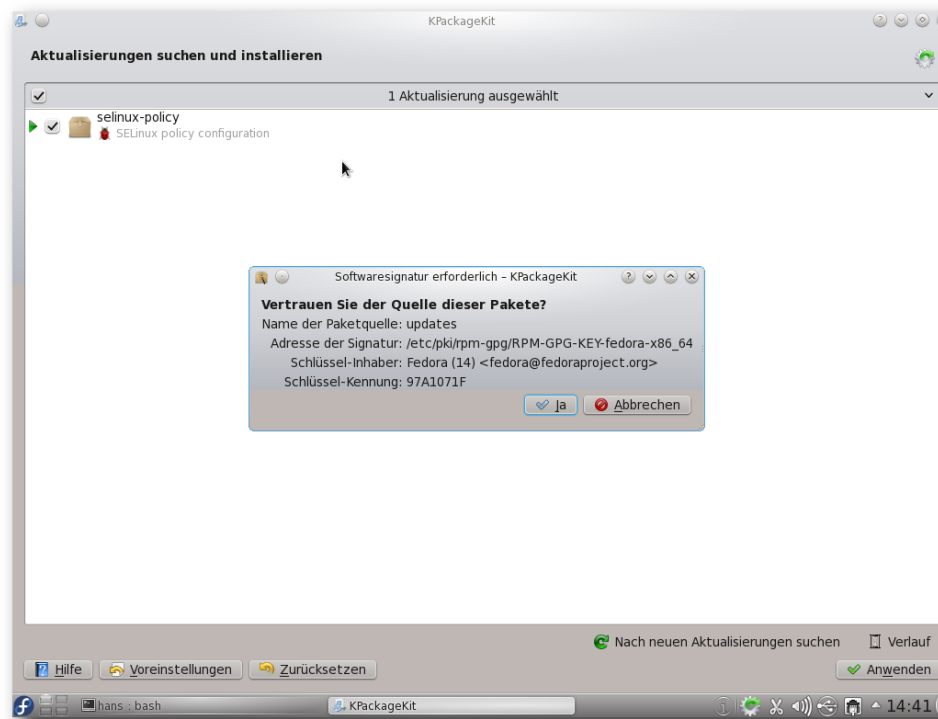 KPackageKit
Aktualisierungen suchen und installieren
1 Aktualisierung ausgewählt
selinux-policy
SELinux policy configuration
Softwaresignatur erforderlich – KPackageKit
Vertrauen Sie der Quelle dieser Pakete?
Name der Paketquelle: updates
Adresse der Signatur: /etc/pki/rpm-gpg/RPM-GPG-KEY-fedora-x86_64
Schlüssel-Inhaber: Fedora (14) <fedora@fedoraproject.org>
Schlüssel-Kennung: 97A1071F
Ja Abbrechen
Nach neuen Aktualisierungen suchen Verlauf
Hilfe Voreinstellungen Zurücksetzen Anwenden
hans : bash KPackageKit 14:41